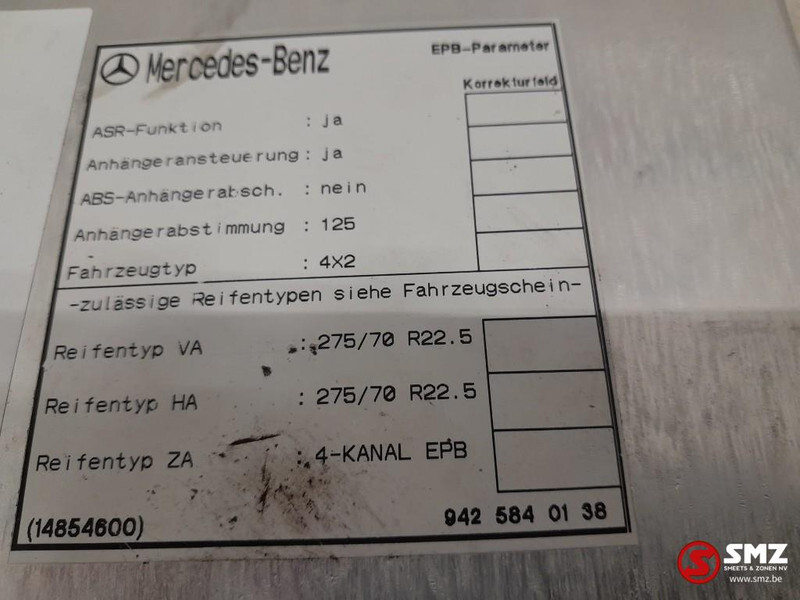 Mercedes-Benz EPB-Parameter
Korrekturfeld
ASR-Funktion : ja
Anhängeransteuerung : ja
ABS-Anhängerabsch. : nein
Anhängerabstimmung : 125
Fahrzeugtyp : 4X2
-zulässige Reifentypen siehe Fahrzeugschein-
Reifentyp VA : 275/70 R22.5
Reifentyp HA : 275/70 R22.5
Reifentyp ZA : 4-KANAL EPB
(14854600) 942 584 01 38
SMZ
SMEETS & ZONEN NV
www.smz.be